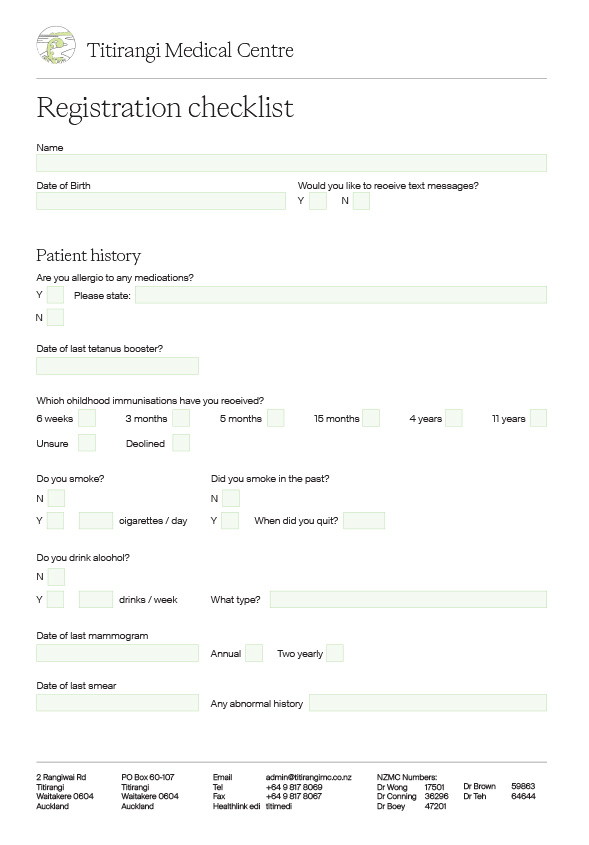 Titirangi Medical Centre
Registration checklist
Name
Date of Birth
Would you like to receive text messages?
Y N
Patient history
Are you allergic to any medications?
Y Please state:
N
Date of last tetanus booster?
Which childhood immunisations have you received?
6 weeks 3 months 5 months 15 months 4 years 11 years
Unsure Declined
Do you smoke? Did you smoke in the past?
N N
Y cigarettes / day Y When did you quit?
Do you drink alcohol?
N
Y drinks / week What type?
Date of last mammogram
Annual Two yearly
Date of last smear
Any abnormal history
2 Rangiwai Rd
Titirangi
Waitakere 0604
Auckland
PO Box 60-107
Titirangi
Waitakere 0604
Auckland
Email admin@titirangimc.co.nz
Tel +64 9 817 8069
Fax +64 9 817 8067
Healthlink edi titimedi
NZMC Numbers:
Dr Wong 17501
Dr Conning 36296
Dr Boey 47201
Dr Brown 59863
Dr Teh 64644